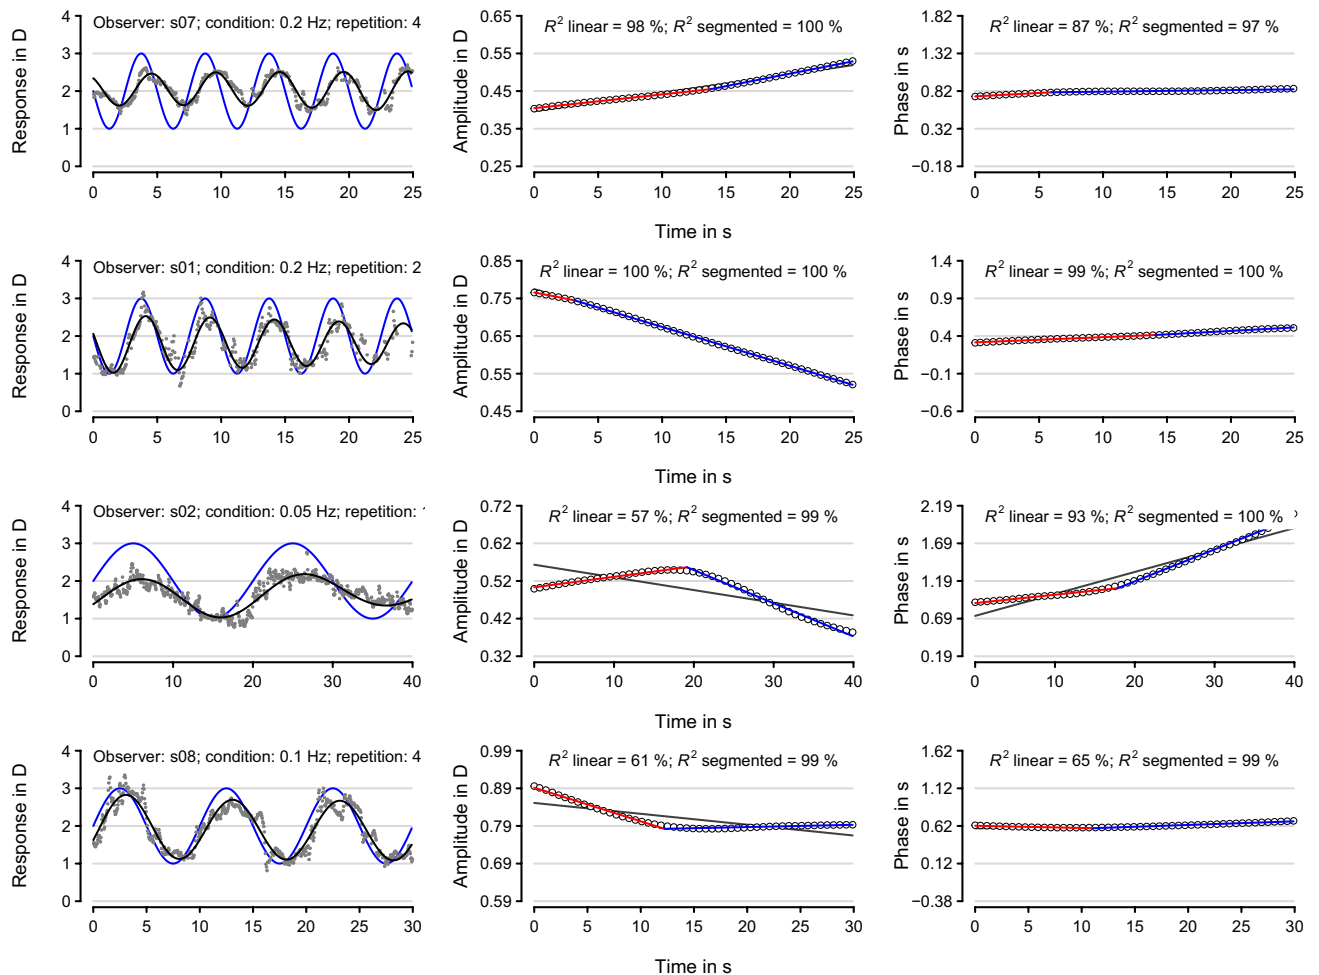 Observer: s07; condition: 0.2 Hz; repetition: 4
Response in D
4
3
2
1
0
0 5 10 15 20 25
R² linear = 98 %; R² segmented = 100 %
Amplitude in D
0.65
0.55
0.45
0.35
0.25
0 5 10 15 20 25
Time in s
R² linear = 87 %; R² segmented = 97 %
Phase in s
1.82
1.32
0.82
0.32
−0.18
0 5 10 15 20 25
Observer: s01; condition: 0.2 Hz; repetition: 2
Response in D
4
3
2
1
0
0 5 10 15 20 25
R² linear = 100 %; R² segmented = 100 %
Amplitude in D
0.85
0.75
0.65
0.55
0.45
0 5 10 15 20 25
Time in s
R² linear = 99 %; R² segmented = 100 %
Phase in s
1.4
0.9
0.4
−0.1
−0.6
0 5 10 15 20 25
Observer: s02; condition: 0.05 Hz; repetition:
Response in D
4
3
2
1
0
0 10 20 30 40
R² linear = 57 %; R² segmented = 99 %
Amplitude in D
0.72
0.62
0.52
0.42
0.32
0 10 20 30 40
Time in s
R² linear = 93 %; R² segmented = 100 %
Phase in s
2.19
1.69
1.19
0.69
0.19
0 10 20 30 40
Observer: s08; condition: 0.1 Hz; repetition: 4
Response in D
4
3
2
1
0
0 5 10 15 20 25 30
R² linear = 61 %; R² segmented = 99 %
Amplitude in D
0.99
0.89
0.79
0.69
0.59
0 5 10 15 20 25 30
Time in s
R² linear = 65 %; R² segmented = 99 %
Phase in s
1.62
1.12
0.62
0.12
−0.38
0 5 10 15 20 25 30